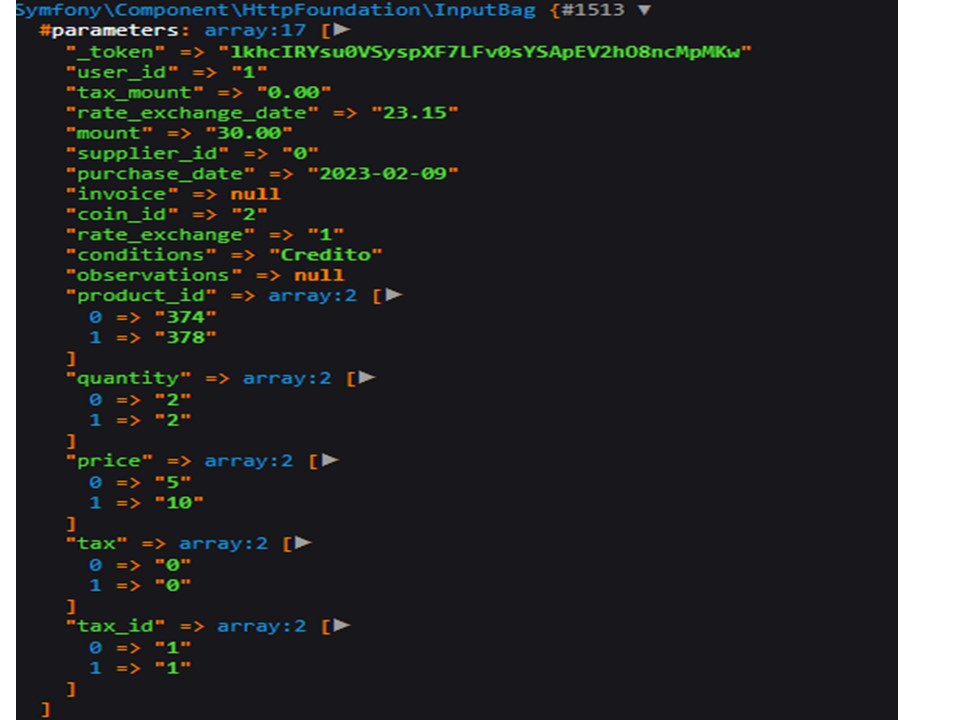 Symfony\Component\HttpFoundation\InputBag {#1513 ▼
#parameters: array:17 [▶
"_token" => "lkhcIRYsu0VSyspXF7LFv0sYSApEV2hO8ncMpMKw"
"user_id" => "1"
"tax_mount" => "0.00"
"rate_exchange_date" => "23.15"
"mount" => "30.00"
"supplier_id" => "0"
"purchase_date" => "2023-02-09"
"invoice" => null
"coin_id" => "2"
"rate_exchange" => "1"
"conditions" => "Credito"
"observations" => null
"product_id" => array:2 [▶
0 => "374"
1 => "378"
]
"quantity" => array:2 [▶
0 => "2"
1 => "2"
]
"price" => array:2 [▶
0 => "5"
1 => "10"
]
"tax" => array:2 [▶
0 => "0"
1 => "0"
]
"tax_id" => array:2 [▶
0 => "1"
1 => "1"
]
]